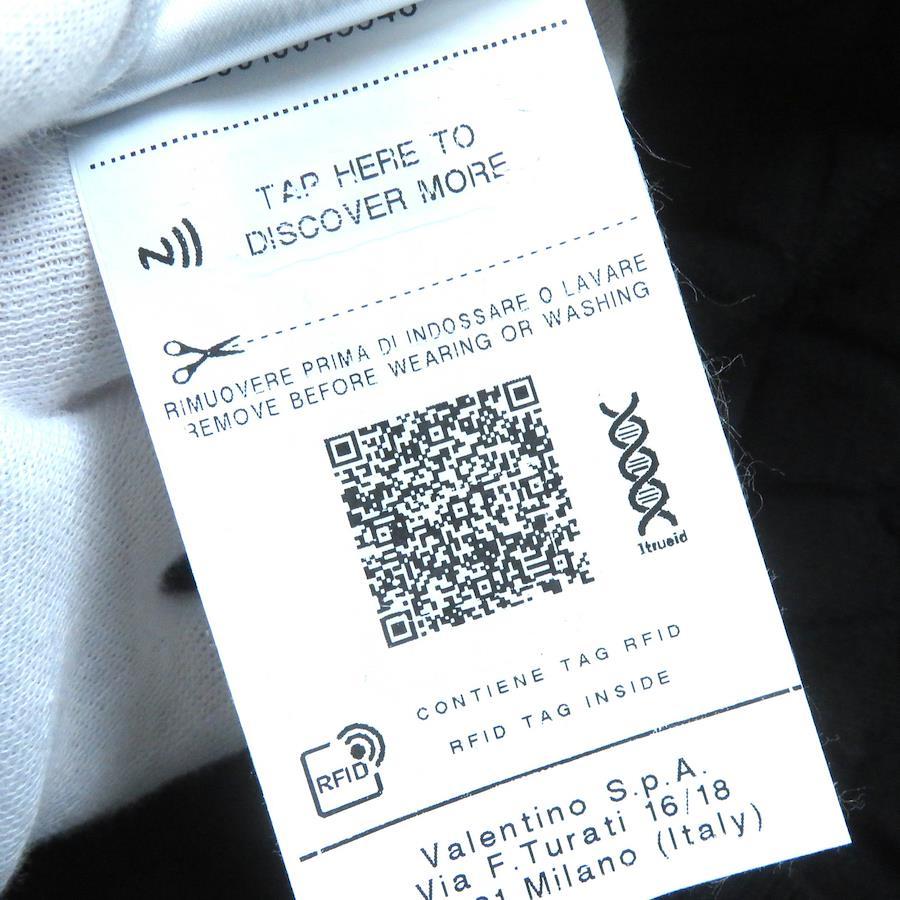 TAP HERE TO
DISCOVER MORE
RIMUOVERE PRIMA DI INDOSSARE O LAVARE
REMOVE BEFORE WEARING OR WASHING
1trueid
CONTIENE TAG RFID
RFID TAG INSIDE
RFID
Valentino S.p.A.
Via F.Turati 16/18
Milano (Italy)